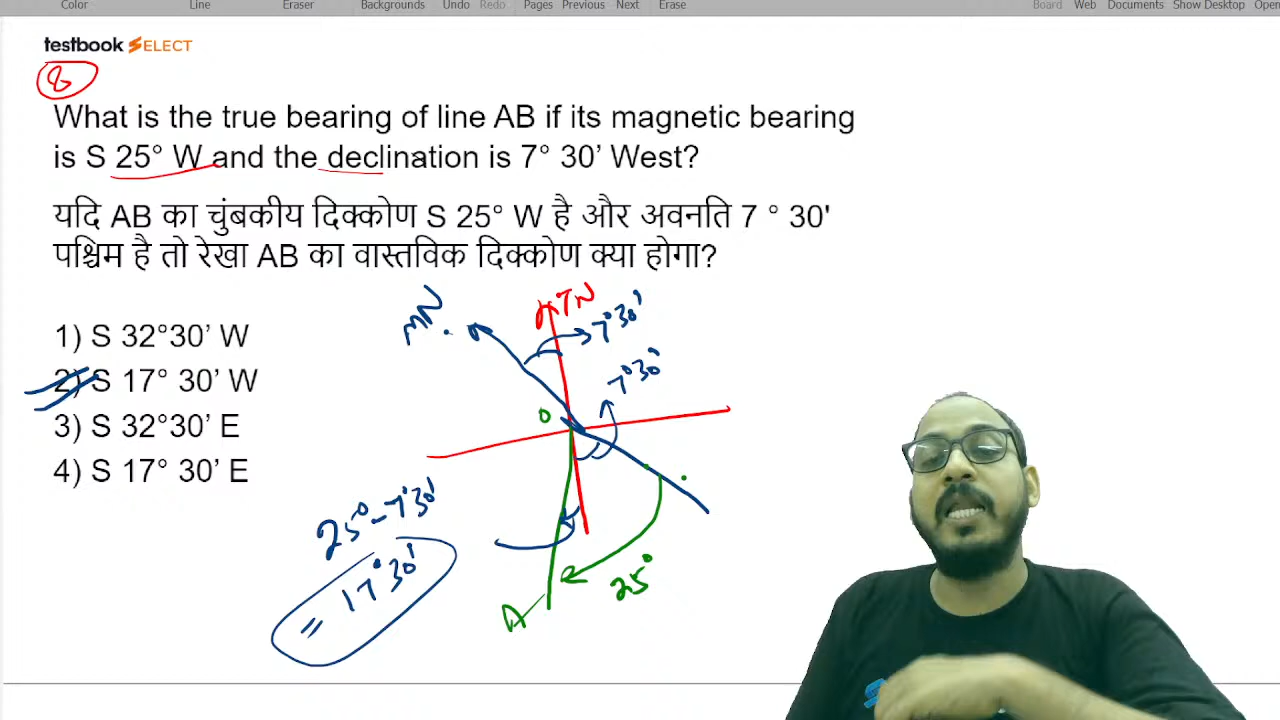 Color Line Eraser Backgrounds Undo Redo Pages Previous Next Erase Board Web Documents Show Desktop
testbook SELECT
8
What is the true bearing of line AB if its magnetic bearing
is S 25° W and the declination is 7° 30’ West?
यदि AB का चुंबकीय दिक्कोण S 25° W है और अवनति 7 ° 30'
पश्चिम है तो रेखा AB का वास्तविक दिक्कोण क्या होगा?
1) S 32°30’ W
2) S 17° 30’ W
3) S 32°30’ E
4) S 17° 30’ E
MN
TN
7°30'
7°30'
O
25°-7°30'
= 17°30'
25°
A